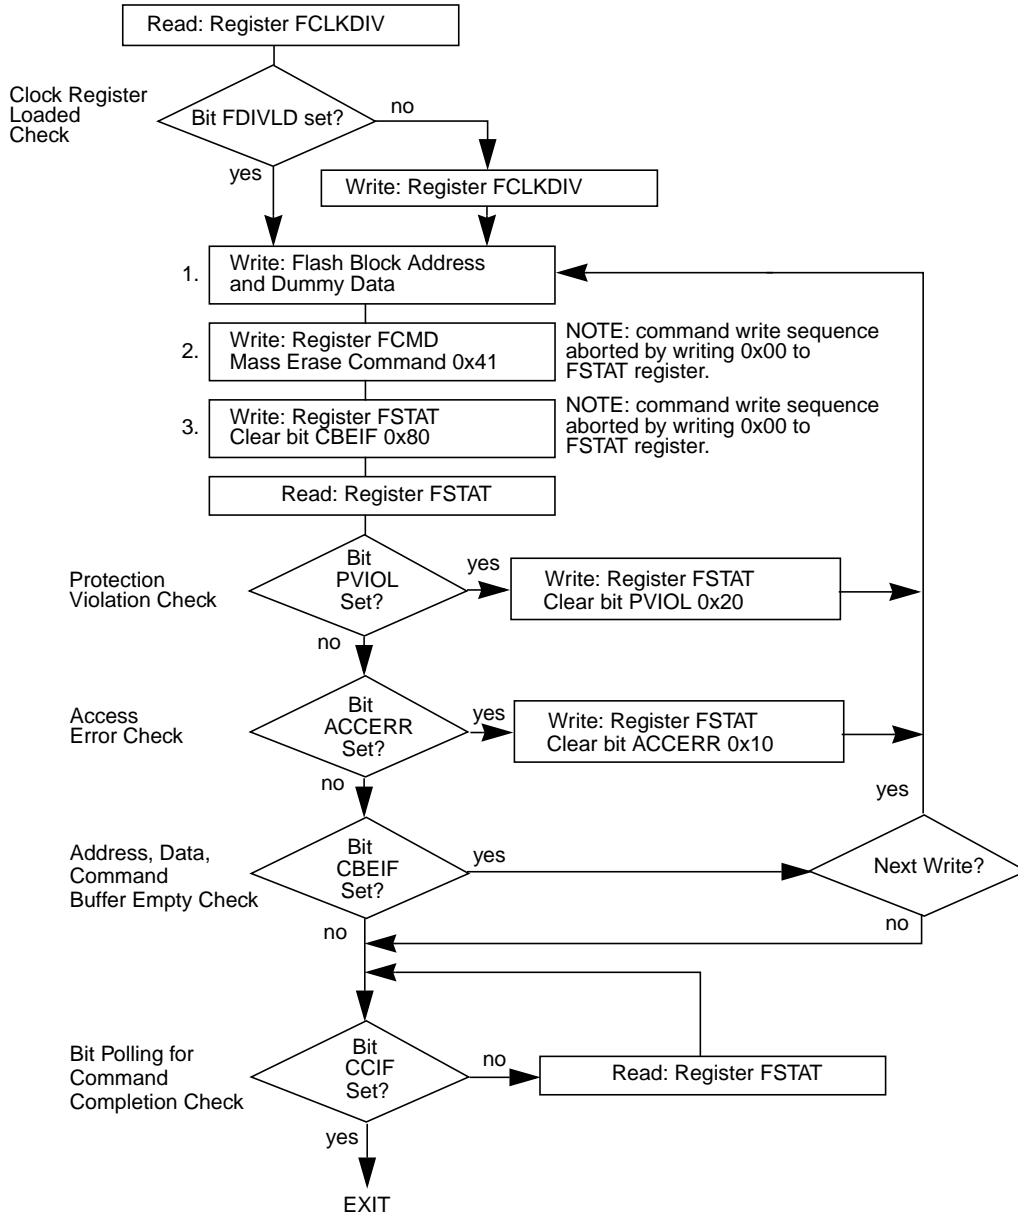 Read: Register FCLKDIV
Clock Register
Loaded
Check
Bit FDIVLD set?
no
yes
Write: Register FCLKDIV
1.
Write: Flash Block Address
and Dummy Data
2.
Write: Register FCMD
Mass Erase Command 0x41
NOTE: command write sequence
aborted by writing 0x00 to
FSTAT register.
3.
Write: Register FSTAT
Clear bit CBEIF 0x80
NOTE: command write sequence
aborted by writing 0x00 to
FSTAT register.
Read: Register FSTAT
Protection
Violation Check
Bit
PVIOL
Set?
yes
Write: Register FSTAT
Clear bit PVIOL 0x20
no
Access
Error Check
Bit
ACCERR
Set?
yes
Write: Register FSTAT
Clear bit ACCERR 0x10
no
yes
Address, Data,
Command
Buffer Empty Check
Bit
CBEIF
Set?
yes
Next Write?
no
no
Bit Polling for
Command
Completion Check
Bit
CCIF
Set?
no
Read: Register FSTAT
yes
EXIT